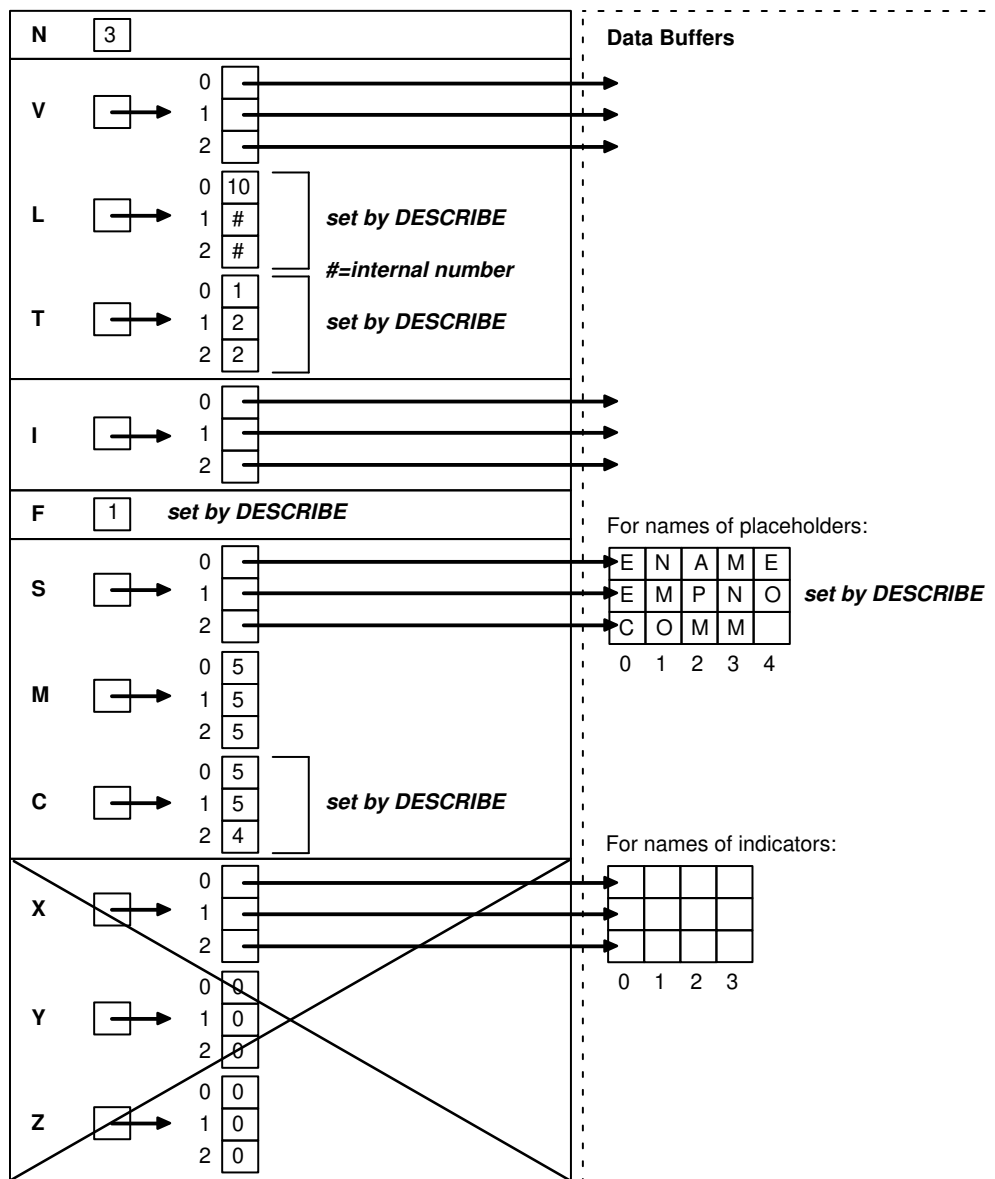 N 3
Data Buffers
0
V 1
2
0 10
L 1 # set by DESCRIBE
2 #
#=internal number
0 1
T 1 2 set by DESCRIBE
2 2
0
I 1
2
F 1 set by DESCRIBE
For names of placeholders:
0 E N A M E
S 1 E M P N O set by DESCRIBE
2 C O M M
0 1 2 3 4
0 5
M 1 5
2 5
0 5
C 1 5 set by DESCRIBE
2 4
For names of indicators:
0
X 1
2
0 1 2 3
0 0
Y 1 0
2 0
0 0
Z 1 0
2 0